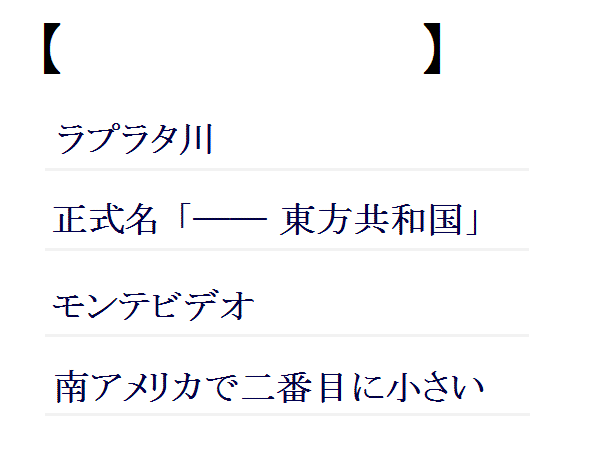 【　　　　　　　　　】
ラプラタ川
正式名「—— 東方共和国」
モンテビデオ
南アメリカで二番目に小さい